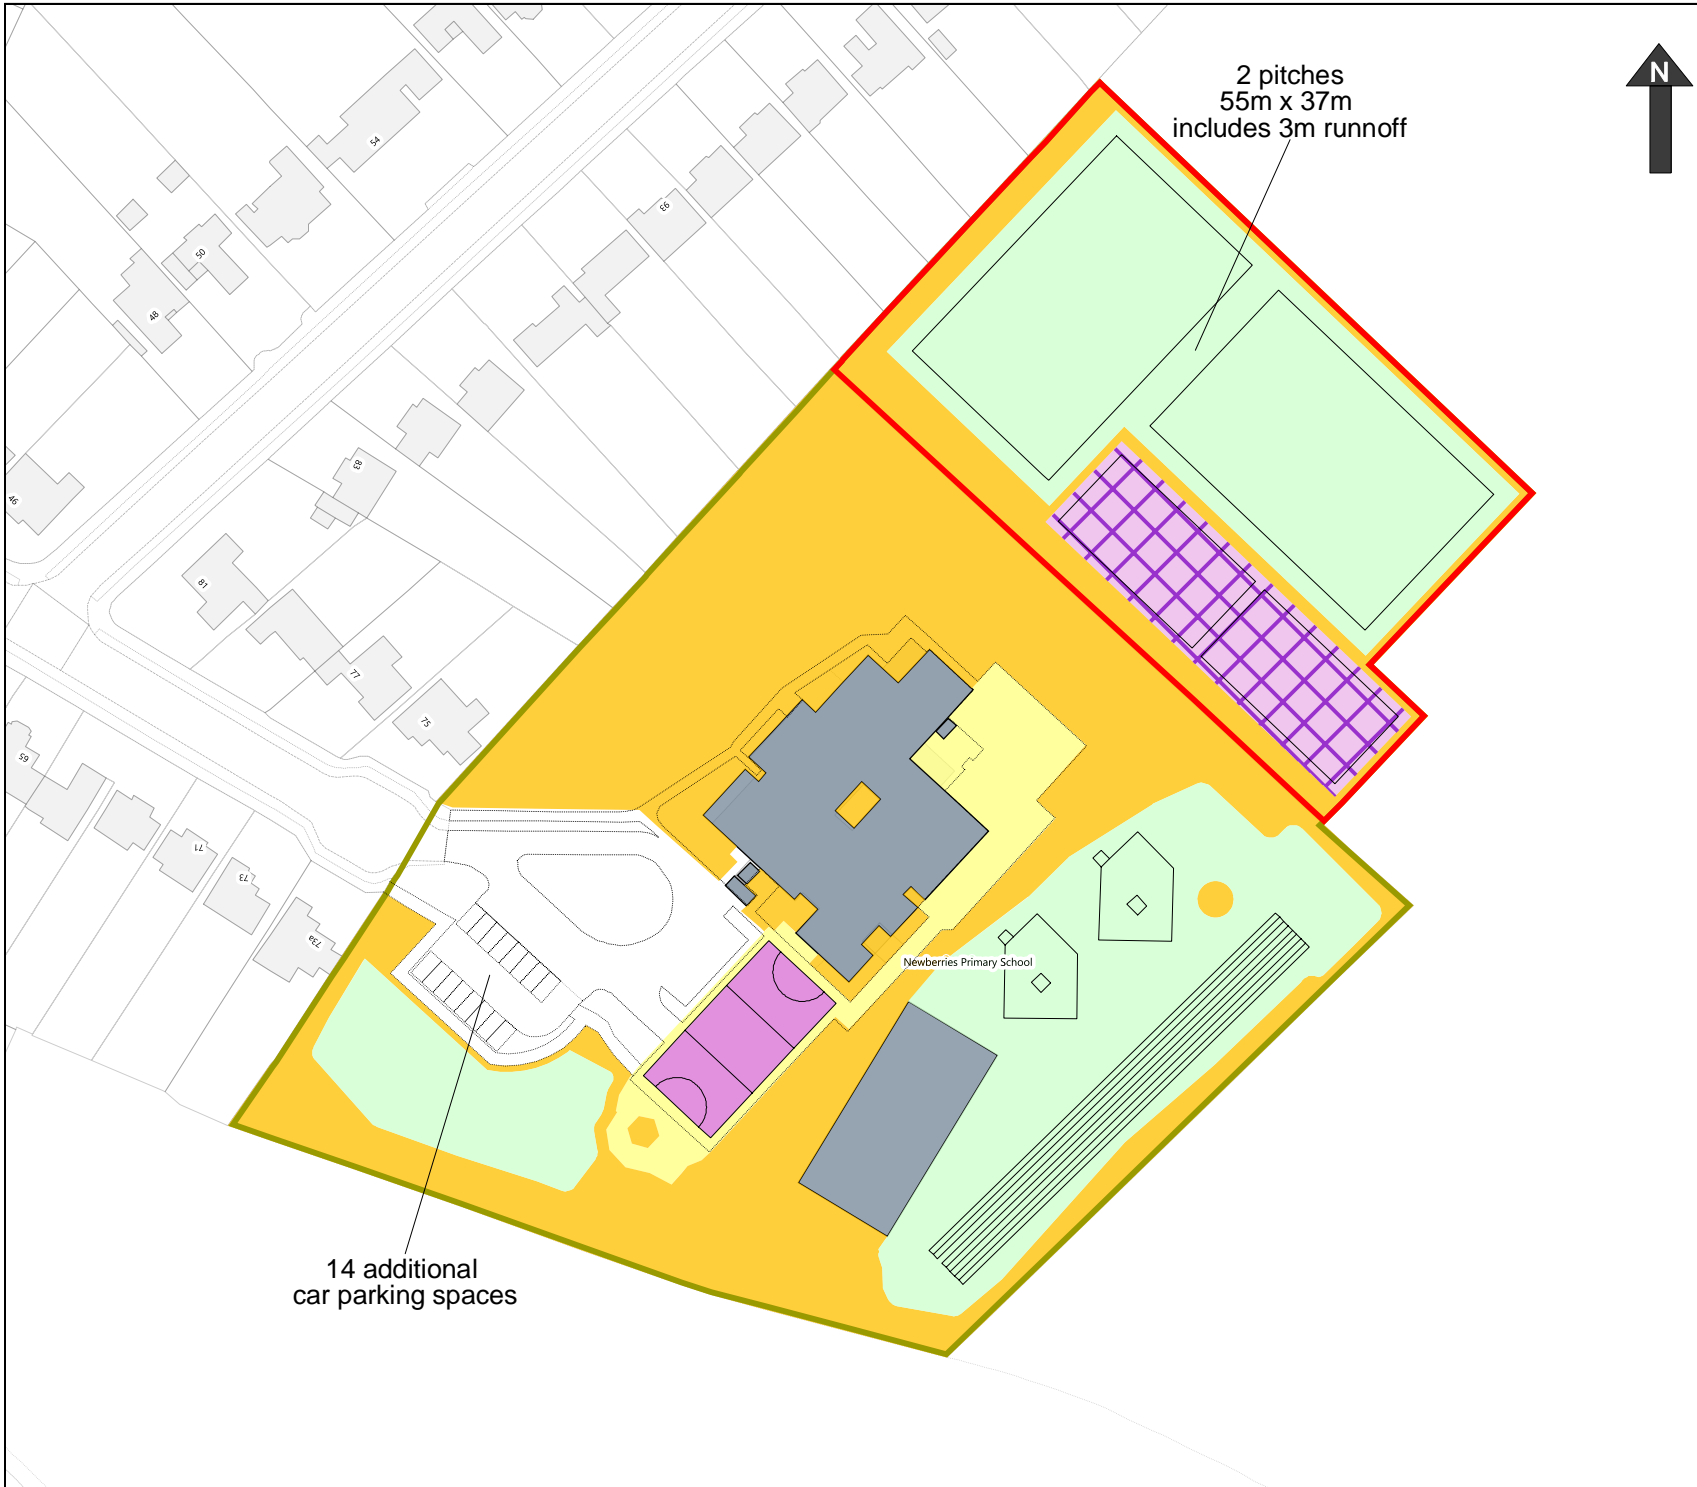 N
2 pitches
55m x 37m
includes 3m runnoff
54
93
50
48
83
46
81
77
75
65
71
73
73a
Newberries Primary School
14 additional
car parking spaces